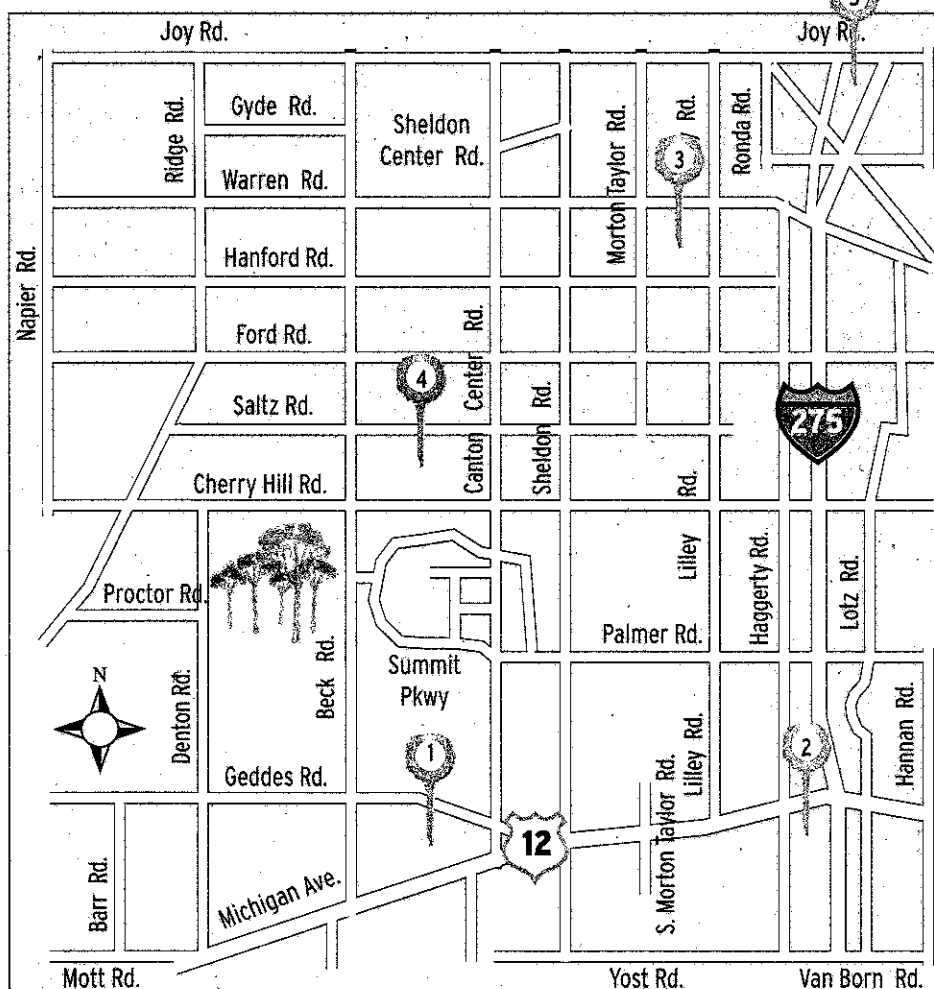 5
Joy Rd.
Joy Rd.
Ridge Rd.
Gyde Rd.
Sheldon
Center Rd.
Morton Taylor Rd.
Rd.
Ronda Rd.
3
Warren Rd.
Napier Rd.
Hanford Rd.
Ford Rd.
Canton Center Rd.
4
Saltz Rd.
Sheldon Rd.
275
Cherry Hill Rd.
Lilley Rd.
Haggerty Rd.
Lotz Rd.
Proctor Rd.
Palmer Rd.
Beck Rd.
Summit
Pkwy
N
Denton Rd.
Hannan Rd.
1
2
Geddes Rd.
Lilley Rd.
S. Morton Taylor Rd.
12
Barr Rd.
Michigan Ave.
Mott Rd.
Yost Rd.
Van Born Rd.